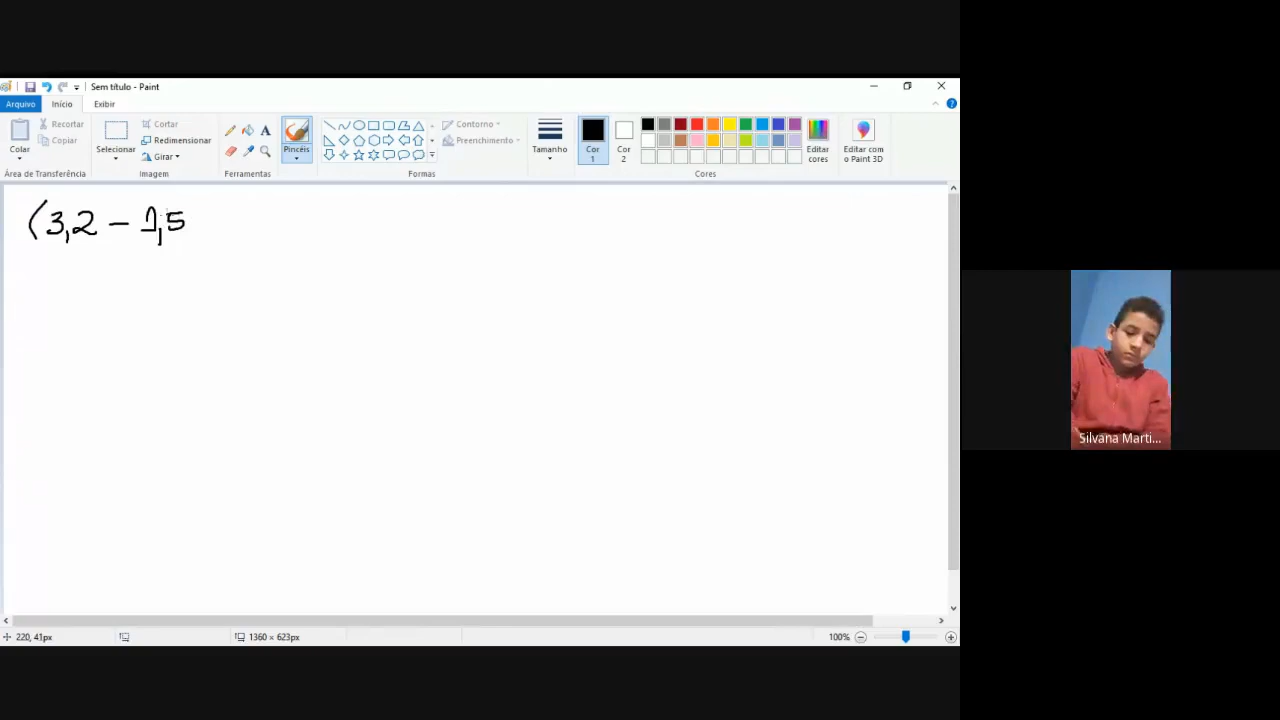 Sem título - Paint
Arquivo Início Exibir
Colar
Recortar
Copiar
Área de Transferência
Selecionar
Cortar
Redimensionar
Girar
Imagem
A
Ferramentas
Pincéis
Contorno
Preenchimento
Formas
Tamanho
Cor 1
Cor 2
Editar cores
Editar com o Paint 3D
Cores
(3,2 - 1,5
Silvana Marti...
220, 41px
1360 × 623px
100%